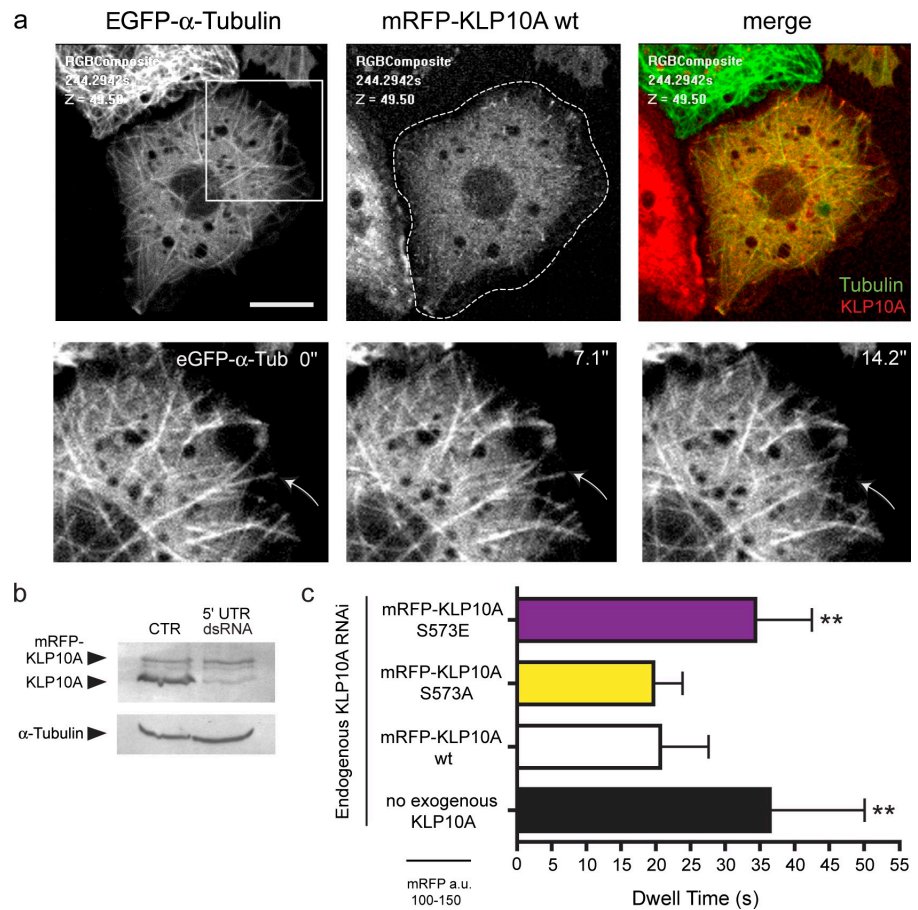 a
EGFP-α-Tubulin
mRFP-KLP10A wt
merge
RGBComposite
244.2942s
Z = 49.50
RGBComposite
244.2942s
Z = 49.50
RGBComposite
244.2942s
Z = 49.50
Tubulin
KLP10A
eGFP-α-Tub 0"
7.1"
14.2"
b
CTR
5' UTR
dsRNA
mRFP-
KLP10A
KLP10A
α-Tubulin
c
Endogenous KLP10A RNAi
mRFP-KLP10A
S573E
**
mRFP-KLP10A
S573A
mRFP-KLP10A
wt
no exogenous
KLP10A
**
mRFP a.u.
100-150
0 5 10 15 20 25 30 35 40 45 50 55
Dwell Time (s)